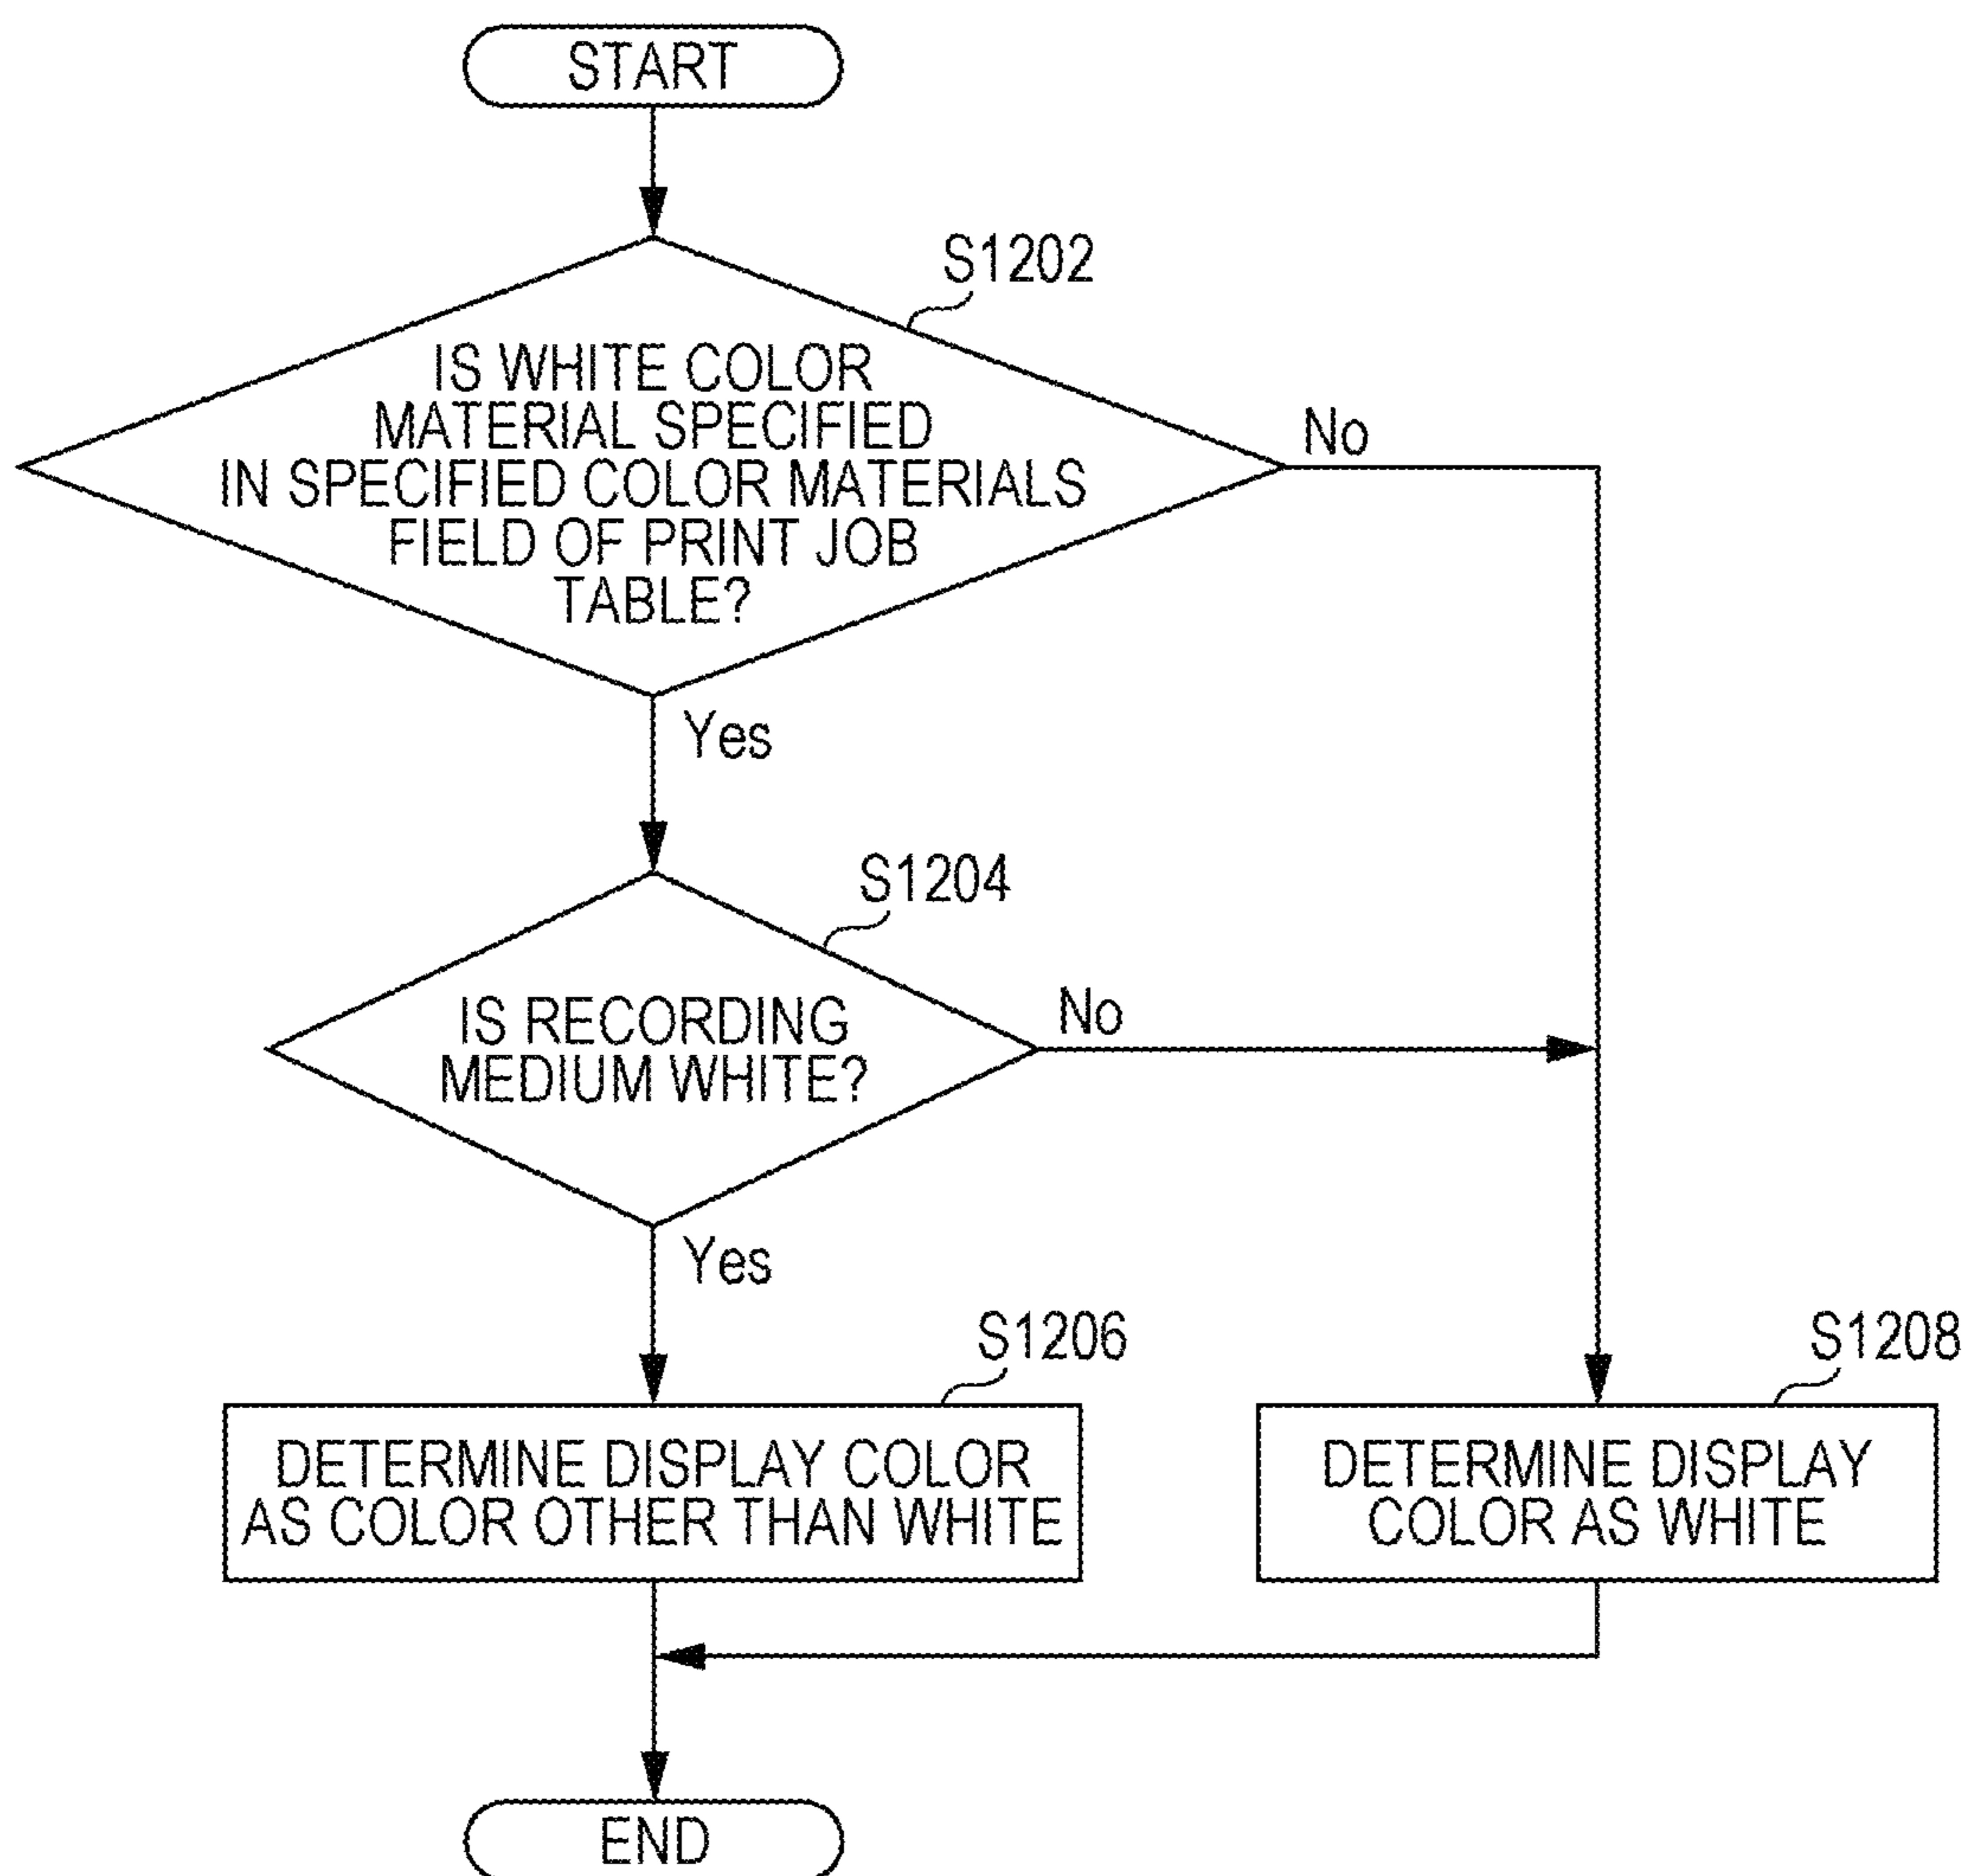 START
S1202
IS WHITE COLOR
MATERIAL SPECIFIED
IN SPECIFIED COLOR MATERIALS
FIELD OF PRINT JOB
TABLE?
No
Yes
S1204
IS RECORDING
MEDIUM WHITE?
No
Yes
S1206
DETERMINE DISPLAY COLOR
AS COLOR OTHER THAN WHITE
S1208
DETERMINE DISPLAY
COLOR AS WHITE
END